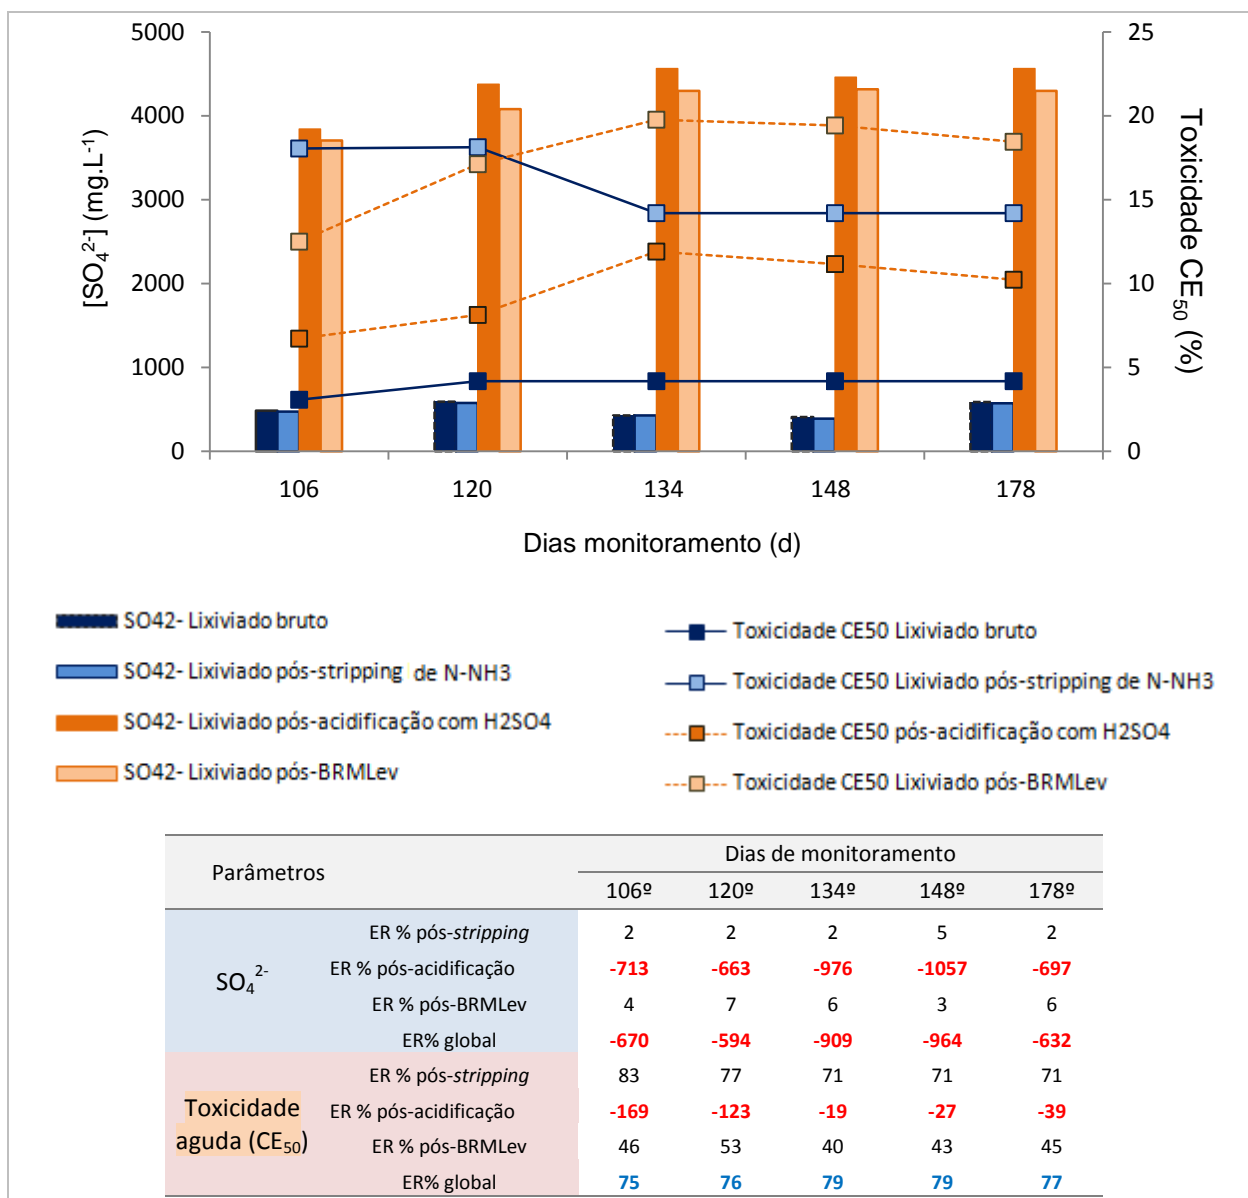 5000
4000
3000
2000
1000
0
[SO₄²⁻] (mg.L⁻¹)
25
20
15
10
5
0
Toxicidade CE₅₀ (%)
106 120 134 148 178
Dias monitoramento (d)
SO42- Lixiviado bruto
SO42- Lixiviado pós-stripping de N-NH3
SO42- Lixiviado pós-acidificação com H2SO4
SO42- Lixiviado pós-BRMLev
Toxicidade CE50 Lixiviado bruto
Toxicidade CE50 Lixiviado pós-stripping de N-NH3
Toxicidade CE50 pós-acidificação com H2SO4
Toxicidade CE50 Lixiviado pós-BRMLev
Parâmetros
Dias de monitoramento
106º 120º 134º 148º 178º
SO₄²⁻
ER % pós-stripping 2 2 2 5 2
ER % pós-acidificação -713 -663 -976 -1057 -697
ER % pós-BRMLev 4 7 6 3 6
ER% global -670 -594 -909 -964 -632
Toxicidade
aguda (CE₅₀)
ER % pós-stripping 83 77 71 71 71
ER % pós-acidificação -169 -123 -19 -27 -39
ER % pós-BRMLev 46 53 40 43 45
ER% global 75 76 79 79 77